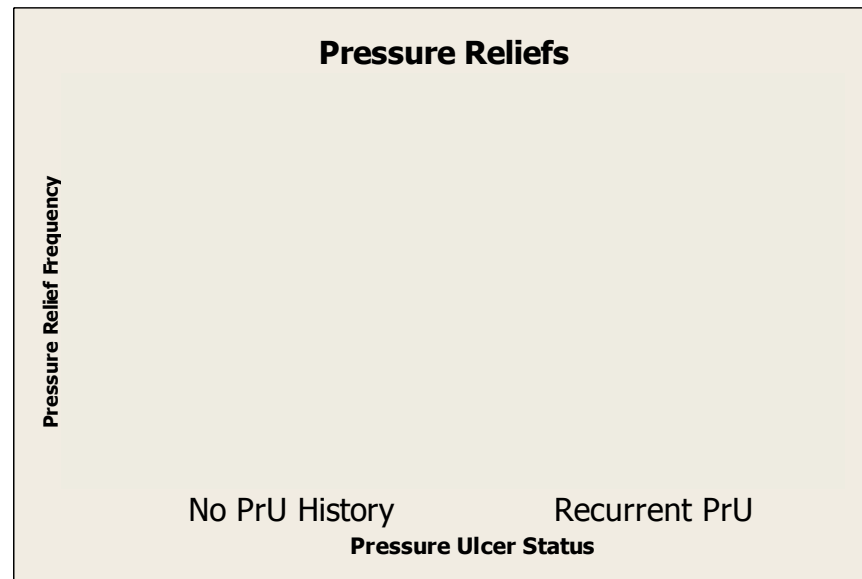 Pressure Reliefs
Pressure Relief Frequency
No PrU History
Recurrent PrU
Pressure Ulcer Status